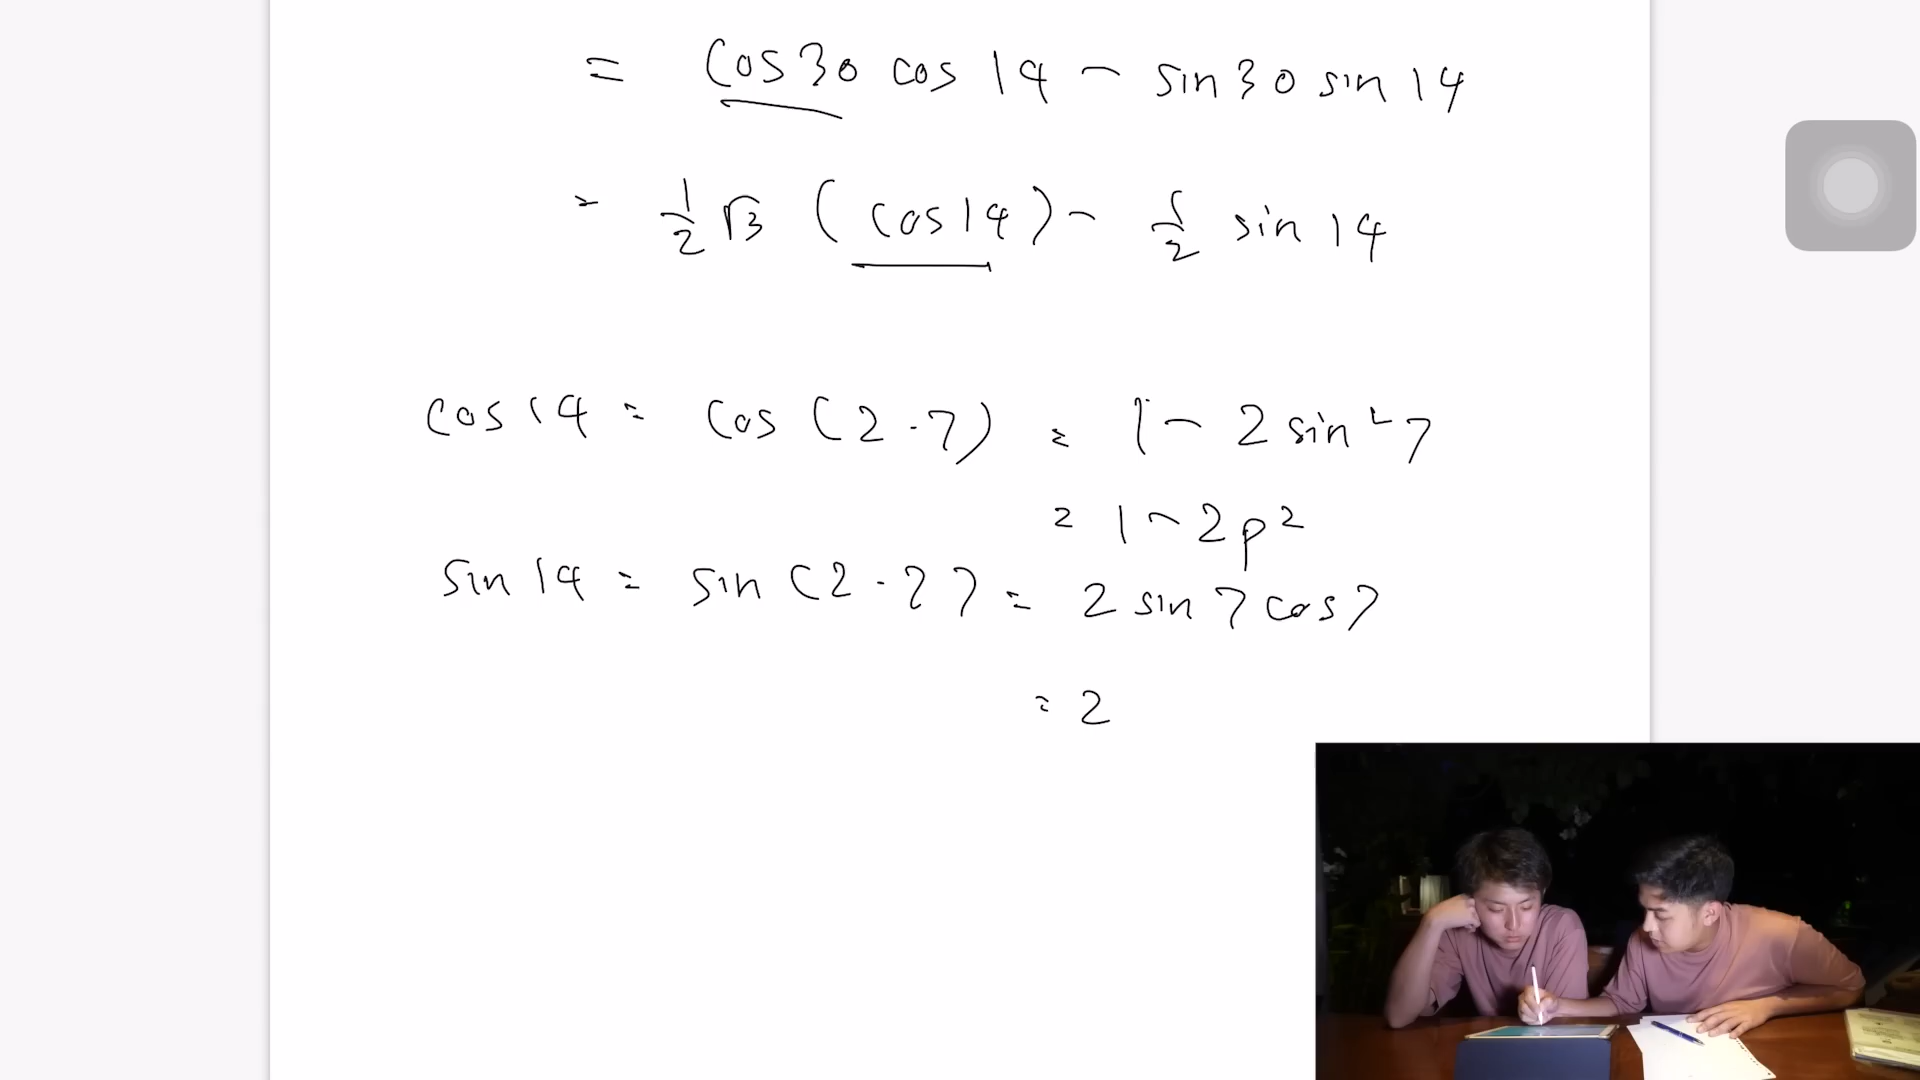 = cos 30 cos 14 - sin 30 sin 14
= 1/2 √3 (cos 14) - 1/2 sin 14
cos 14 = cos (2.7) = 1 - 2 sin² 7
= 1 - 2p²
sin 14 = sin (2.7) = 2 sin 7 cos 7
= 2